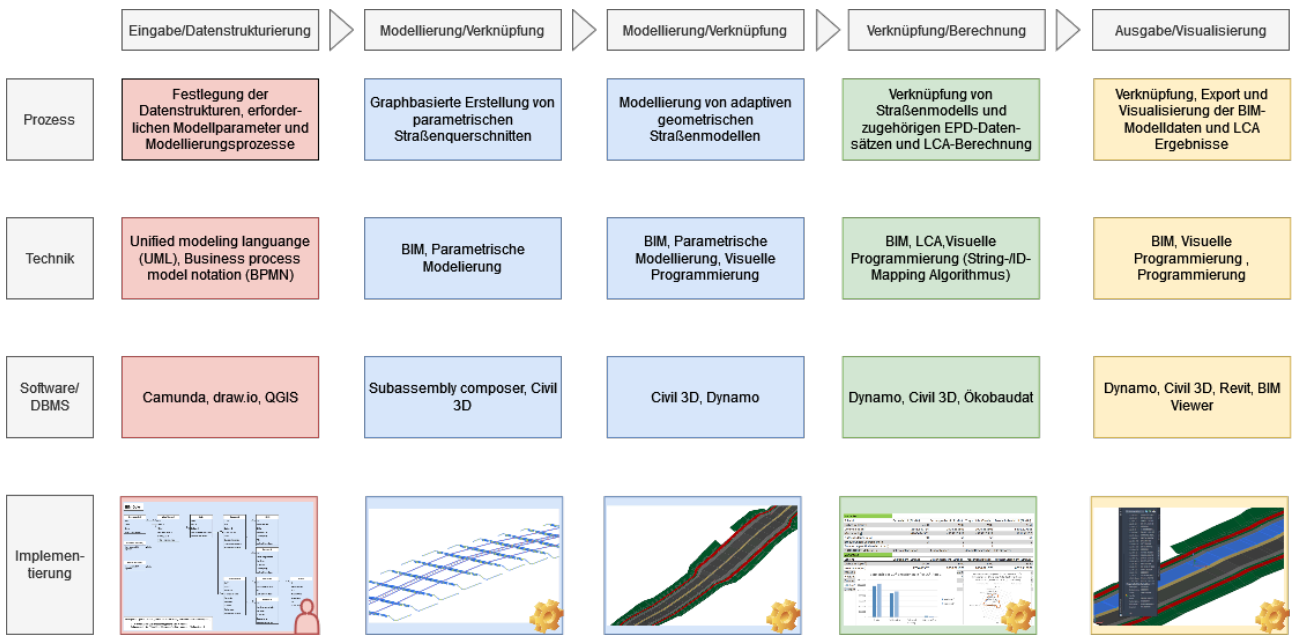 Eingabe/Datenstrukturierung
Modellierung/Verknüpfung
Modellierung/Verknüpfung
Verknüpfung/Berechnung
Ausgabe/Visualisierung
Prozess
Festlegung der
Datenstrukturen, erforder-
lichen Modellparameter und
Modellierungsprozesse
Graphbasierte Erstellung von
parametrischen
Straßenquerschnitten
Modellierung von adaptiven
geometrischen
Straßenmodellen
Verknüpfung von
Straßenmodells und
zugehörigen EPD-Daten-
sätzen und LCA-Berechnung
Verknüpfung, Export und
Visualisierung der BIM-
Modelldaten und LCA
Ergebnisse
Technik
Unified modeling languange
(UML), Business process
model notation (BPMN)
BIM, Parametrische
Modelierung
BIM, Parametrische
Modellierung, Visuelle
Programmierung
BIM, LCA,Visuelle
Programmierung (String-/ID-
Mapping Algorithmus)
BIM, Visuelle
Programmierung ,
Programmierung
Software/
DBMS
Camunda, draw.io, QGIS
Subassembly composer, Civil
3D
Civil 3D, Dynamo
Dynamo, Civil 3D, Ökobaudat
Dynamo, Civil 3D, Revit, BIM
Viewer
Implemen-
tierung